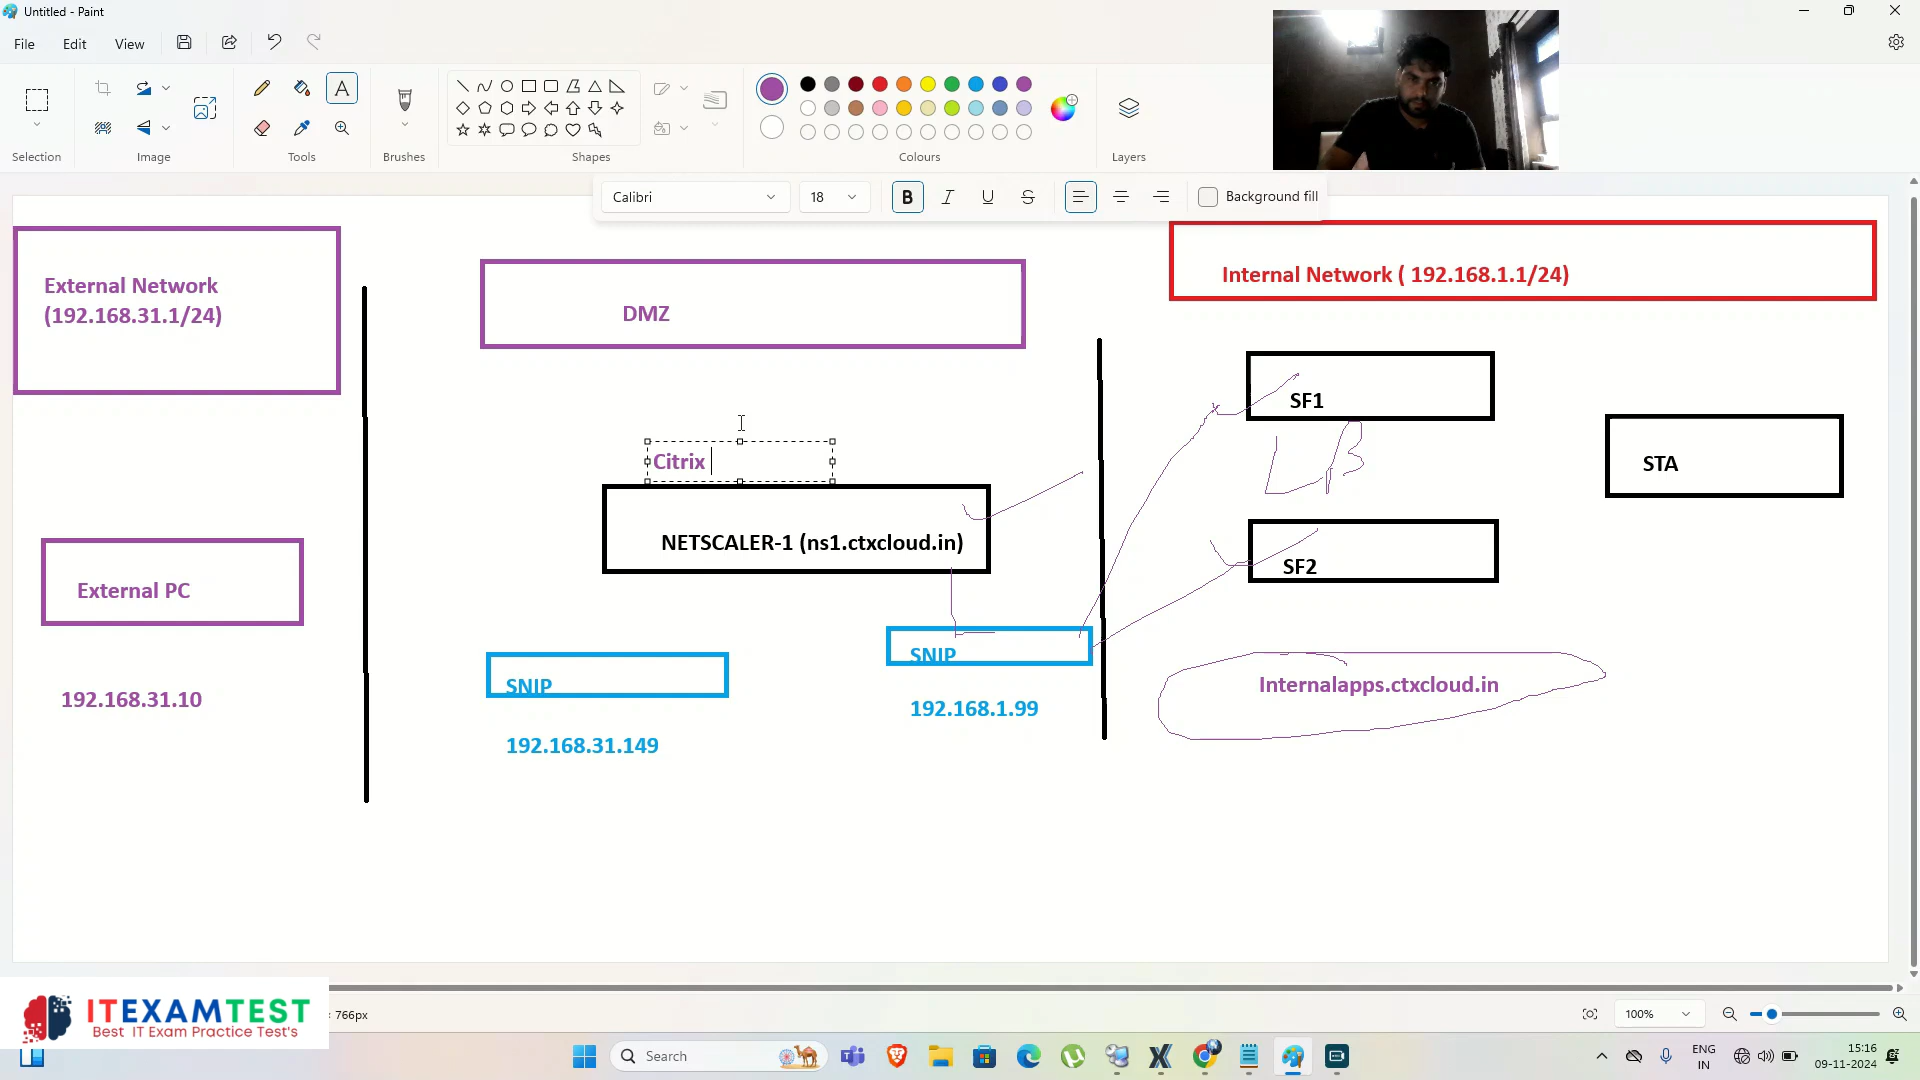 Untitled - Paint
File
Edit
View
Selection
Image
Tools
Brushes
Shapes
Colours
Layers
Calibri
18
B
I
U
S
Background fill
External Network
(192.168.31.1/24)
DMZ
Internal Network ( 192.168.1.1/24)
SF1
Citrix
LB
STA
NETSCALER-1 (ns1.ctxcloud.in)
SF2
External PC
SNIP
SNIP
Internalapps.ctxcloud.in
192.168.31.10
192.168.1.99
192.168.31.149
ITEXAMTEST
Best IT Exam Practice Test's
× 766px
100%
Search
ENG
IN
15:16
09-11-2024